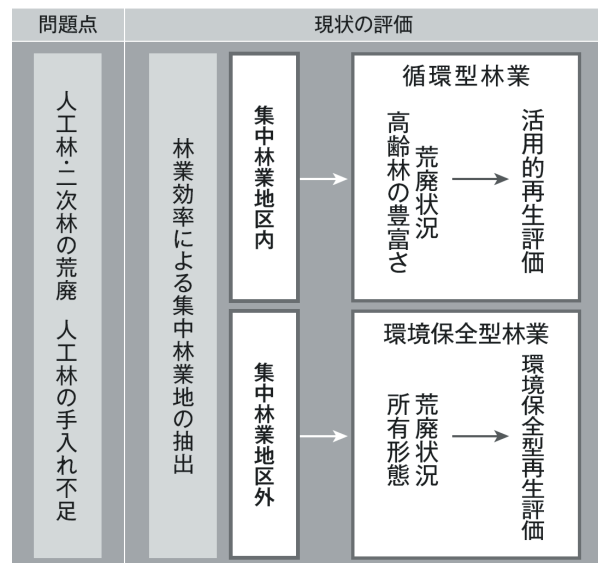 問題点
現状の評価
人工林・二次林の荒廃 人工林の手入れ不足
林業効率による集中林業地の抽出
集中林業地区内
循環型林業
荒廃状況
高齢林の豊富さ
活用的再生評価
集中林業地区外
環境保全型林業
荒廃状況
所有形態
環境保全型再生評価